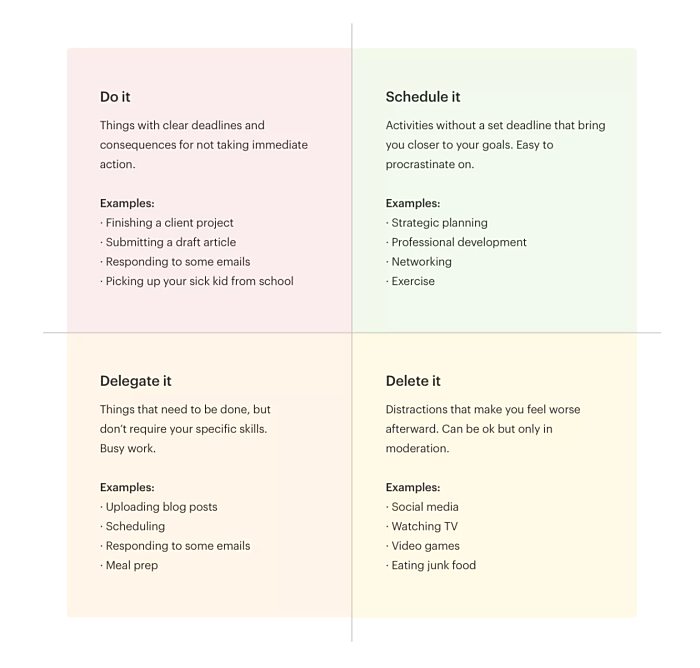 Do it
Things with clear deadlines and
consequences for not taking immediate
action.
Examples:
· Finishing a client project
· Submitting a draft article
· Responding to some emails
· Picking up your sick kid from school
Schedule it
Activities without a set deadline that bring
you closer to your goals. Easy to
procrastinate on.
Examples:
· Strategic planning
· Professional development
· Networking
· Exercise
Delegate it
Things that need to be done, but
don’t require your specific skills.
Busy work.
Examples:
· Uploading blog posts
· Scheduling
· Responding to some emails
· Meal prep
Delete it
Distractions that make you feel worse
afterward. Can be ok but only in
moderation.
Examples:
· Social media
· Watching TV
· Video games
· Eating junk food